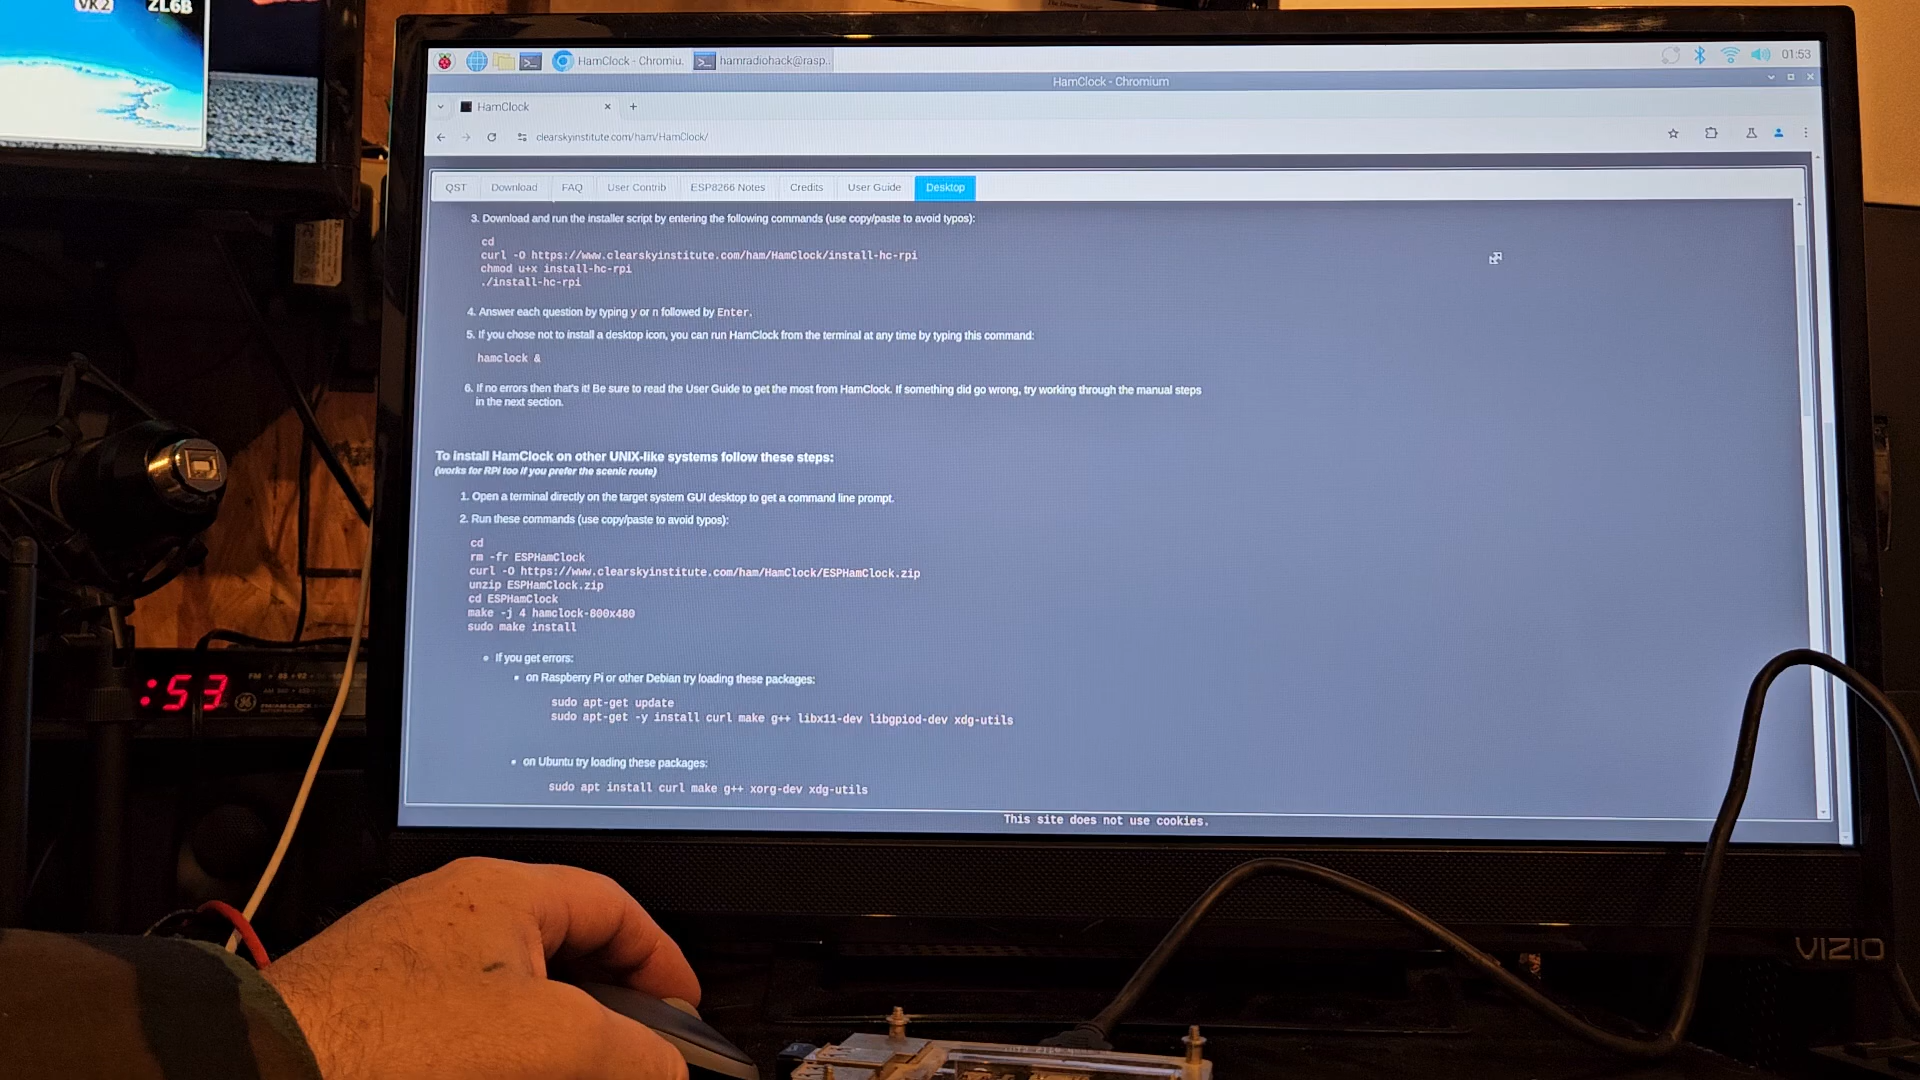 VK2 ZL6B
HamClock - Chromiu.. hamradiohack@rasp.. 01:53
HamClock - Chromium
HamClock
clearskyinstitute.com/ham/HamClock/
QST Download FAQ User Contrib ESP8266 Notes Credits User Guide Desktop
3. Download and run the installer script by entering the following commands (use copy/paste to avoid typos):
cd
curl -O https://www.clearskyinstitute.com/ham/HamClock/install-hc-rpi
chmod u+x install-hc-rpi
./install-hc-rpi
4. Answer each question by typing y or n followed by Enter.
5. If you chose not to install a desktop icon, you can run HamClock from the terminal at any time by typing this command:
hamclock &
6. If no errors then that's it! Be sure to read the User Guide to get the most from HamClock. If something did go wrong, try working through the manual steps
in the next section.
To install HamClock on other UNIX-like systems follow these steps:
(works for RPi too if you prefer the scenic route)
1. Open a terminal directly on the target system GUI desktop to get a command line prompt.
2. Run these commands (use copy/paste to avoid typos):
cd
rm -fr ESPHamClock
curl -O https://www.clearskyinstitute.com/ham/HamClock/ESPHamClock.zip
unzip ESPHamClock.zip
cd ESPHamClock
make -j 4 hamclock-800x480
sudo make install
• If you get errors:
• on Raspberry Pi or other Debian try loading these packages:
sudo apt-get update
sudo apt-get -y install curl make g++ libx11-dev libgpiod-dev xdg-utils
• on Ubuntu try loading these packages:
sudo apt install curl make g++ xorg-dev xdg-utils
This site does not use cookies.
:53
VIZIO